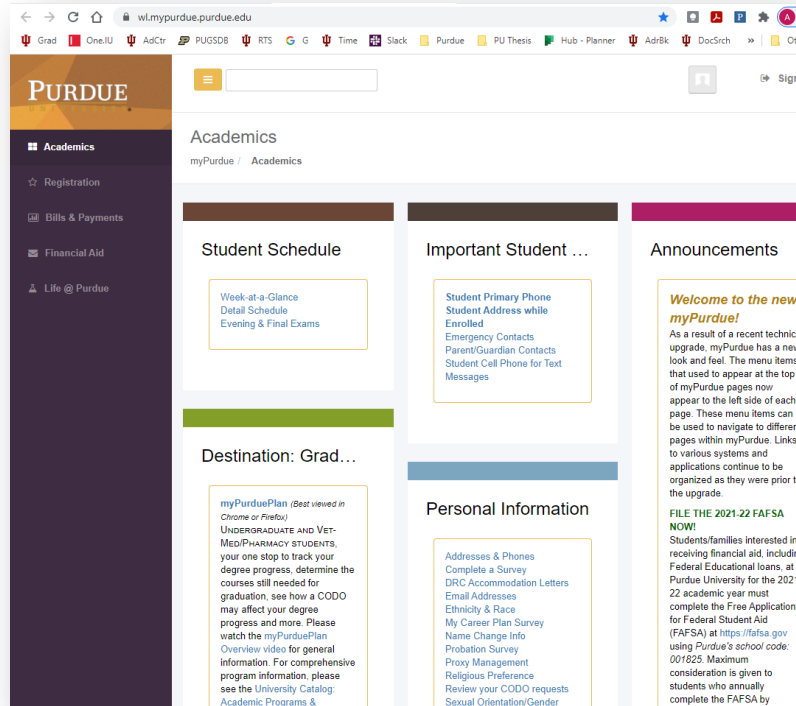 wl.mypurdue.purdue.edu
A
Grad One.IU AdCtr PUGSDB RTS G G Time Slack Purdue PU Thesis Hub - Planner AdrBk DocSrch » Ot
PURDUE
Sign
Academics
myPurdue / Academics
Academics
Registration
Bills & Payments
Financial Aid
Life @ Purdue
Student Schedule
Week-at-a-Glance
Detail Schedule
Evening & Final Exams
Destination: Grad…
myPurduePlan (Best viewed in
Chrome or Firefox)
UNDERGRADUATE AND VET-
MED/PHARMACY STUDENTS,
your one stop to track your
degree progress, determine the
courses still needed for
graduation, see how a CODO
may affect your degree
progress and more. Please
watch the myPurduePlan
Overview video for general
information. For comprehensive
program information, please
see the University Catalog:
Academic Programs &
Important Student …
Student Primary Phone
Student Address while
Enrolled
Emergency Contacts
Parent/Guardian Contacts
Student Cell Phone for Text
Messages
Personal Information
Addresses & Phones
Complete a Survey
DRC Accommodation Letters
Email Addresses
Ethnicity & Race
My Career Plan Survey
Name Change Info
Probation Survey
Proxy Management
Religious Preference
Review your CODO requests
Sexual Orientation/Gender
Announcements
Welcome to the new
myPurdue!
As a result of a recent technic
upgrade, myPurdue has a new
look and feel. The menu items
that used to appear at the top
of myPurdue pages now
appear to the left side of each
page. These menu items can
be used to navigate to differen
pages within myPurdue. Links
to various systems and
applications continue to be
organized as they were prior t
the upgrade.
FILE THE 2021-22 FAFSA
NOW!
Students/families interested in
receiving financial aid, includin
Federal Educational loans, at
Purdue University for the 2021
22 academic year must
complete the Free Application
for Federal Student Aid
(FAFSA) at https://fafsa.gov
using Purdue's school code:
001825. Maximum
consideration is given to
students who annually
complete the FAFSA by